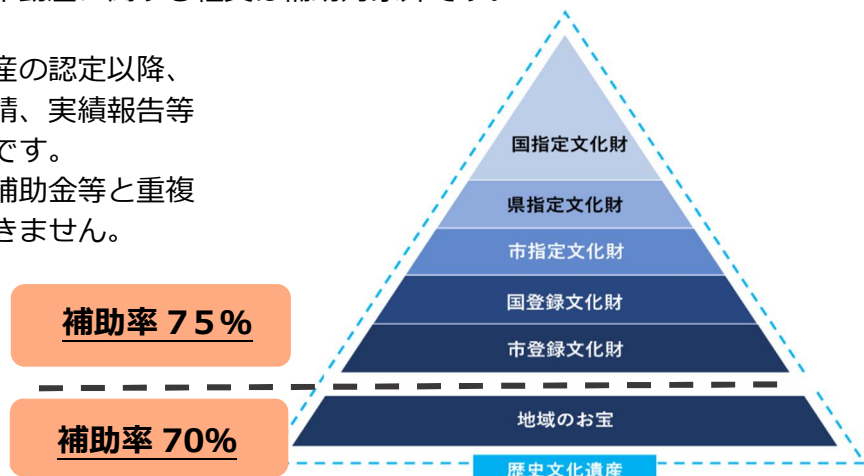 産の認定以降、
請、実績報告等
です。
補助金等と重複
きません。
国指定文化財
県指定文化財
市指定文化財
国登録文化財
市登録文化財
補助率７５%
地域のお宝
補助率 70%
歴史文化遺産